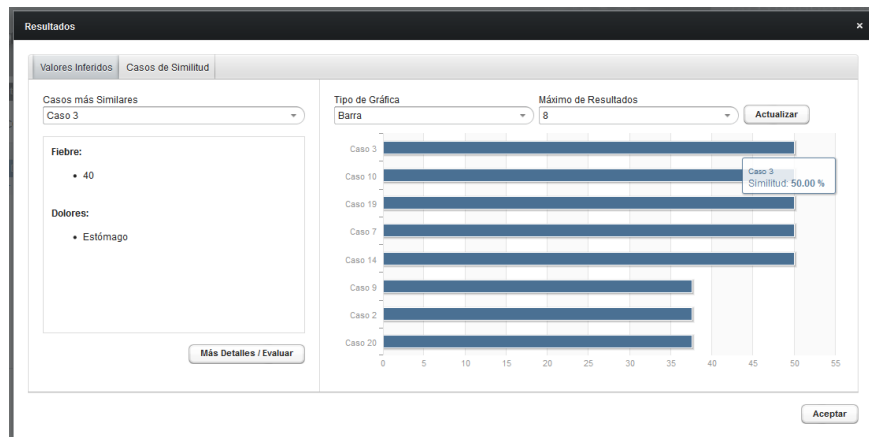 Resultados
×
Valores Inferidos
Casos de Similitud
Casos más Similares
Caso 3
Fiebre:
• 40
Dolores:
• Estómago
Más Detalles / Evaluar
Tipo de Gráfica
Barra
Máximo de Resultados
8
Actualizar
Caso 3
Caso 10
Caso 19
Caso 7
Caso 14
Caso 9
Caso 2
Caso 20
Caso 3
Similitud: 50.00 %
0 5 10 15 20 25 30 35 40 45 50 55
Aceptar